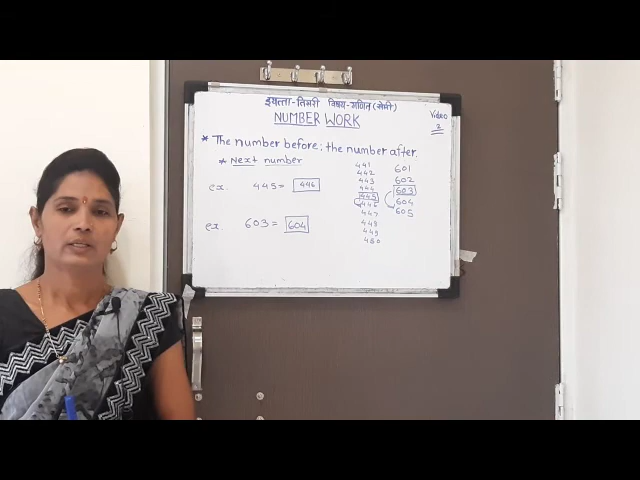 इयत्ता-तिसरी विषय-गणित(सेमी)
NUMBER WORK
Video
3
* The number before; the number after.
* Next number
ex. 445= 446
ex 603= 604
441
442
443
444
445
446
447
448
449
450
601
602
603
604
605